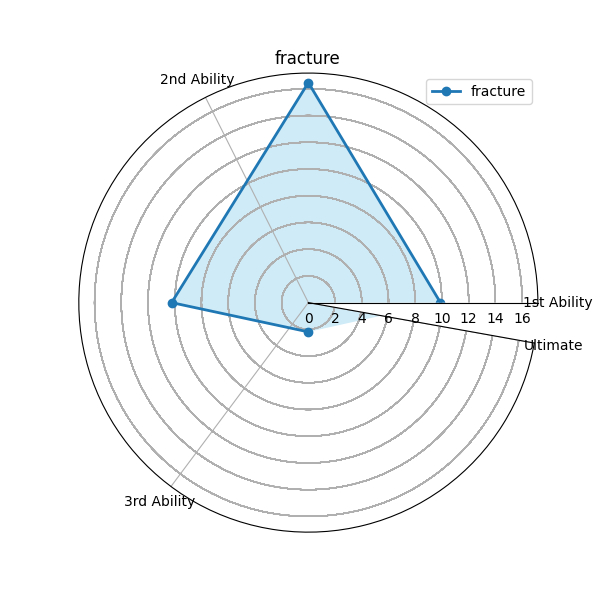 fracture
2nd Ability
fracture
1st Ability
0 2 4 6 8 10 12 14 16
Ultimate
3rd Ability